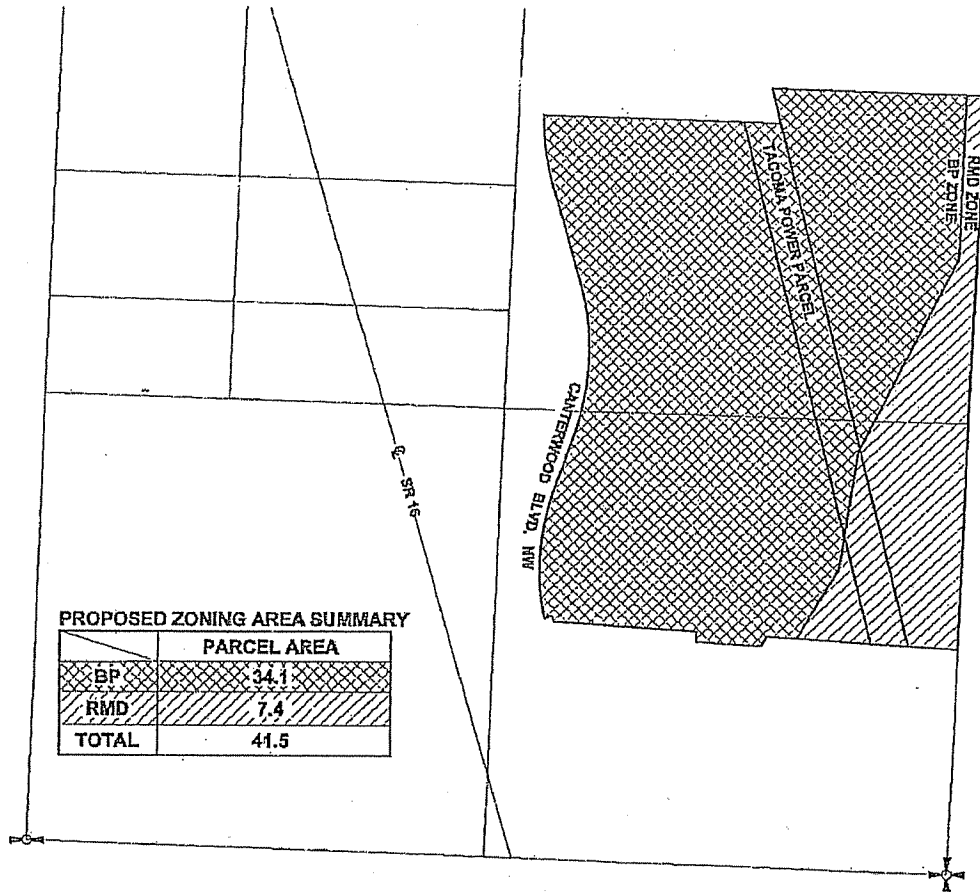 TACOMA POWER PARCEL
RMD ZONE
BP ZONE
CANTERWOOD BLVD. NW
℄ SR 16
PROPOSED ZONING AREA SUMMARY
PARCEL AREA
BP 34.1
RMD 7.4
TOTAL 41.5